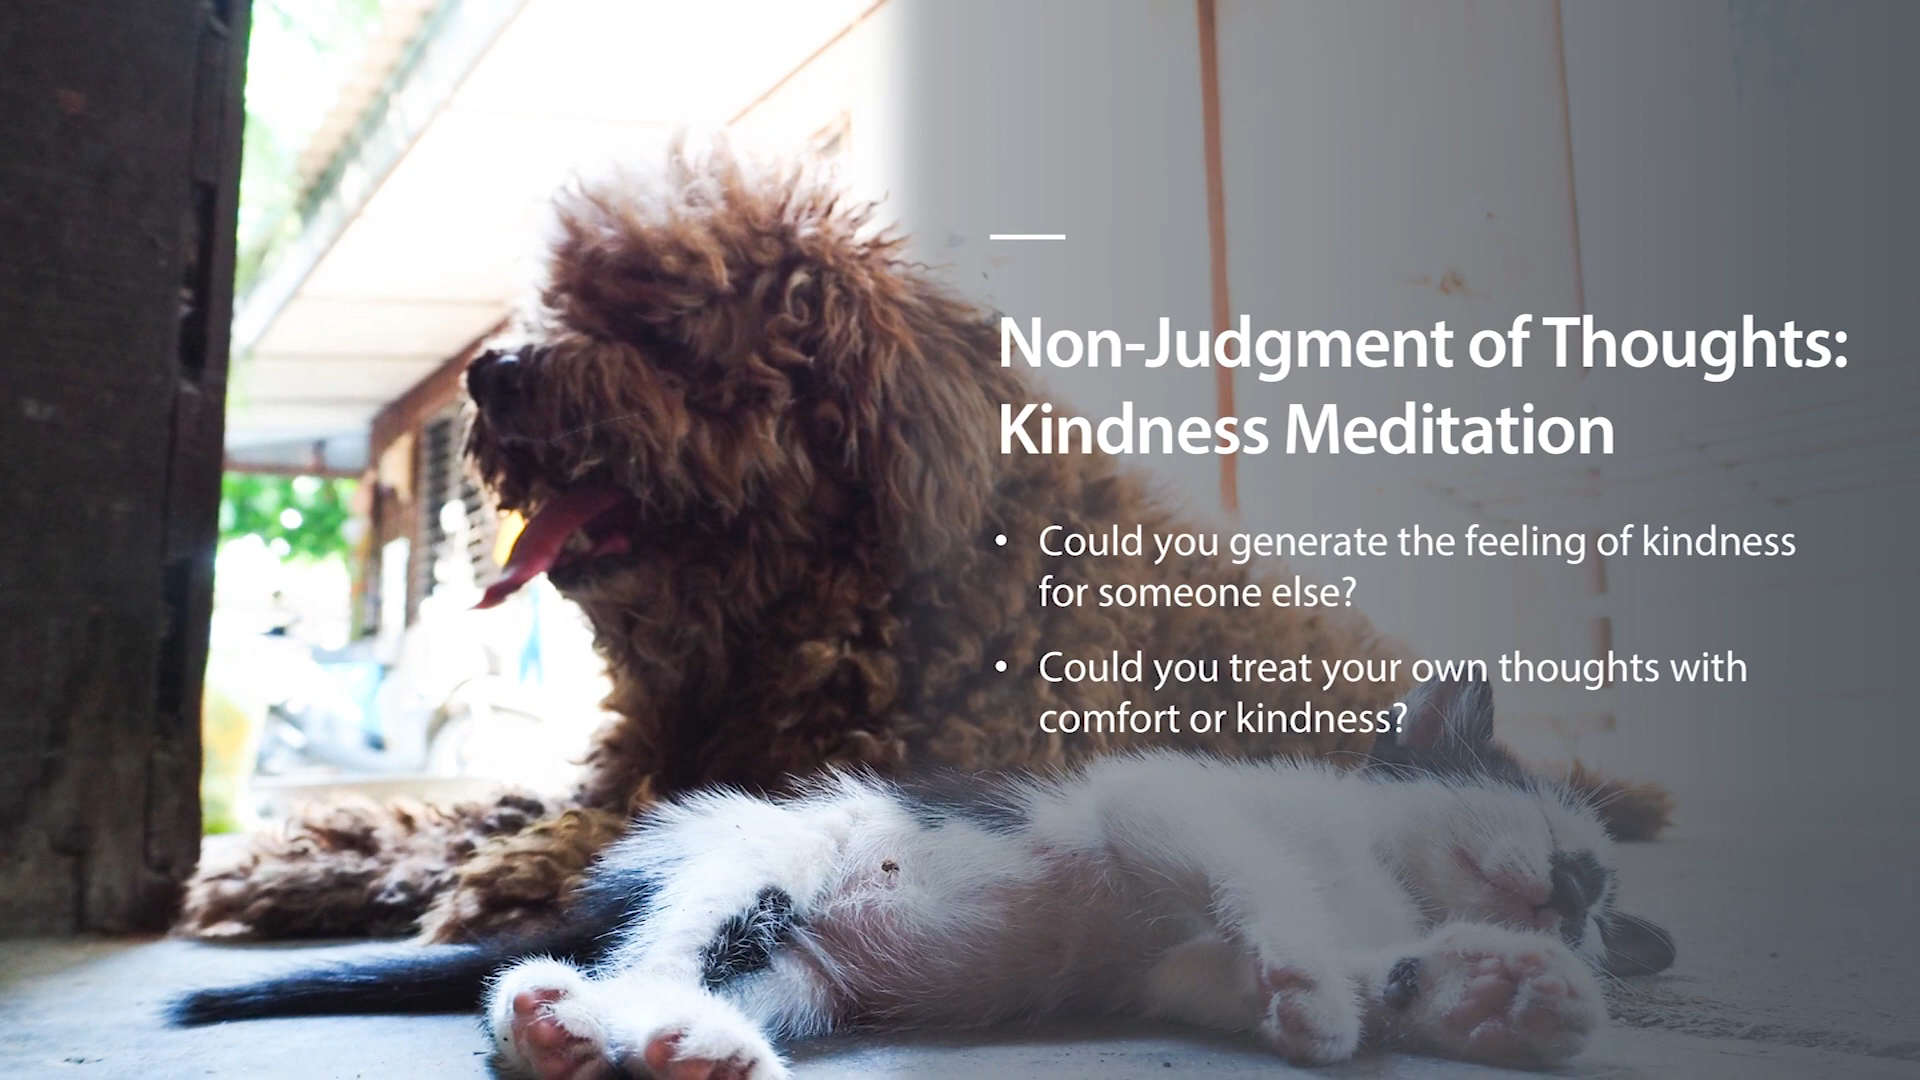 Non-Judgment of Thoughts:
Kindness Meditation
• Could you generate the feeling of kindness
for someone else?
• Could you treat your own thoughts with
comfort or kindness?